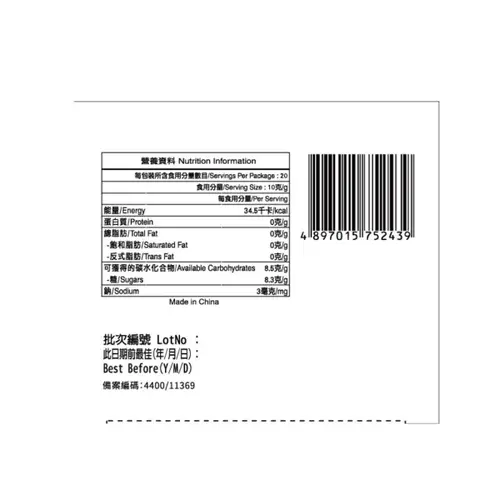 營養資料 Nutrition Information
每包裝所含食用分量數目/Servings Per Package : 20
食用分量/Serving Size : 10克/g
每食用分量/Per Serving
能量/Energy 34.5千卡/kcal
蛋白質/Protein 0克/g
總脂肪/Total Fat 0克/g
-飽和脂肪/Saturated Fat 0克/g
-反式脂肪/Trans Fat 0克/g
可獲得的碳水化合物/Available Carbohydrates 8.5克/g
-糖/Sugars 8.3克/g
鈉/Sodium 3毫克/mg
Made in China
4 897015 752439
批次編號 LotNo :
此日期前最佳(年/月/日) :
Best Before(Y/M/D)
備案編碼: 4400/11369